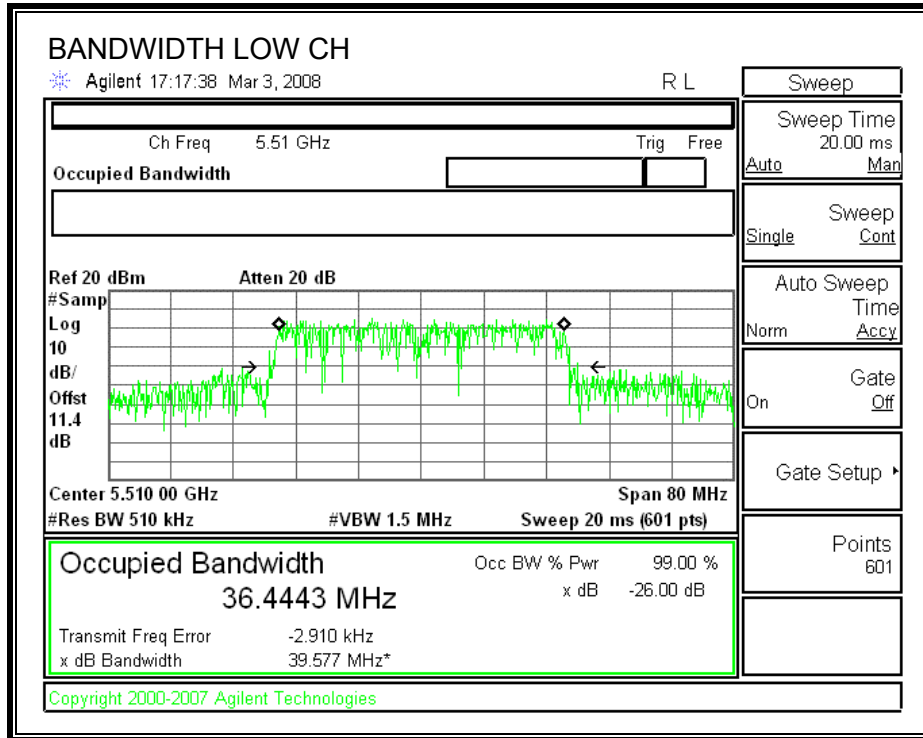 BANDWIDTH LOW CH
Agilent 17:17:38 Mar 3, 2008 R L
Ch Freq 5.51 GHz Trig Free
Occupied Bandwidth
Ref 20 dBm Atten 20 dB
#Samp
Log
10
dB/
Offst
11.4
dB
Center 5.510 00 GHz Span 80 MHz
#Res BW 510 kHz #VBW 1.5 MHz Sweep 20 ms (601 pts)
Occupied Bandwidth
36.4443 MHz
Occ BW % Pwr 99.00 %
x dB -26.00 dB
Transmit Freq Error -2.910 kHz
x dB Bandwidth 39.577 MHz*
Copyright 2000-2007 Agilent Technologies
Sweep
Sweep Time
20.00 ms
Auto Man
Sweep
Single Cont
Auto Sweep
Time
Norm Accy
Gate
On Off
Gate Setup
Points
601